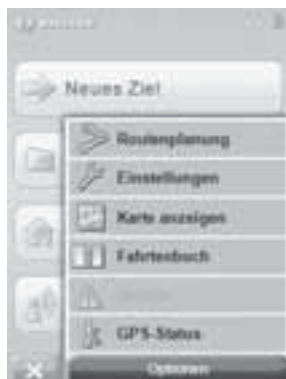 Neues Ziel
Routenplanung
Einstellungen
Karte anzeigen
Fahrtenbuch
GPS-Status
Optionen